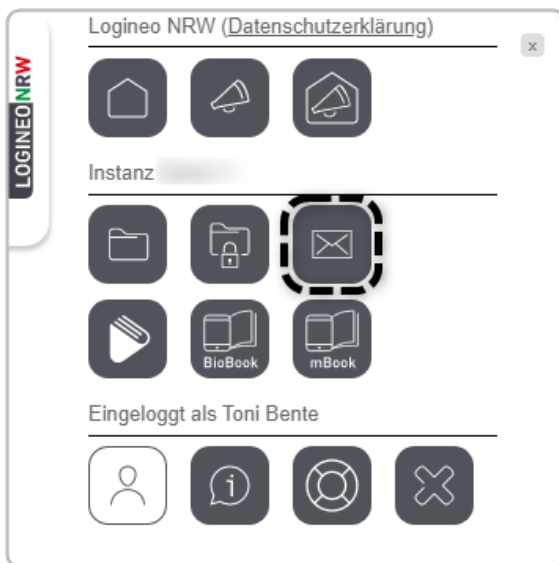 Logineo NRW (Datenschutzerklärung)
x
LOGINEO NRW
Instanz
BioBook
mBook
Eingeloggt als Toni Bente